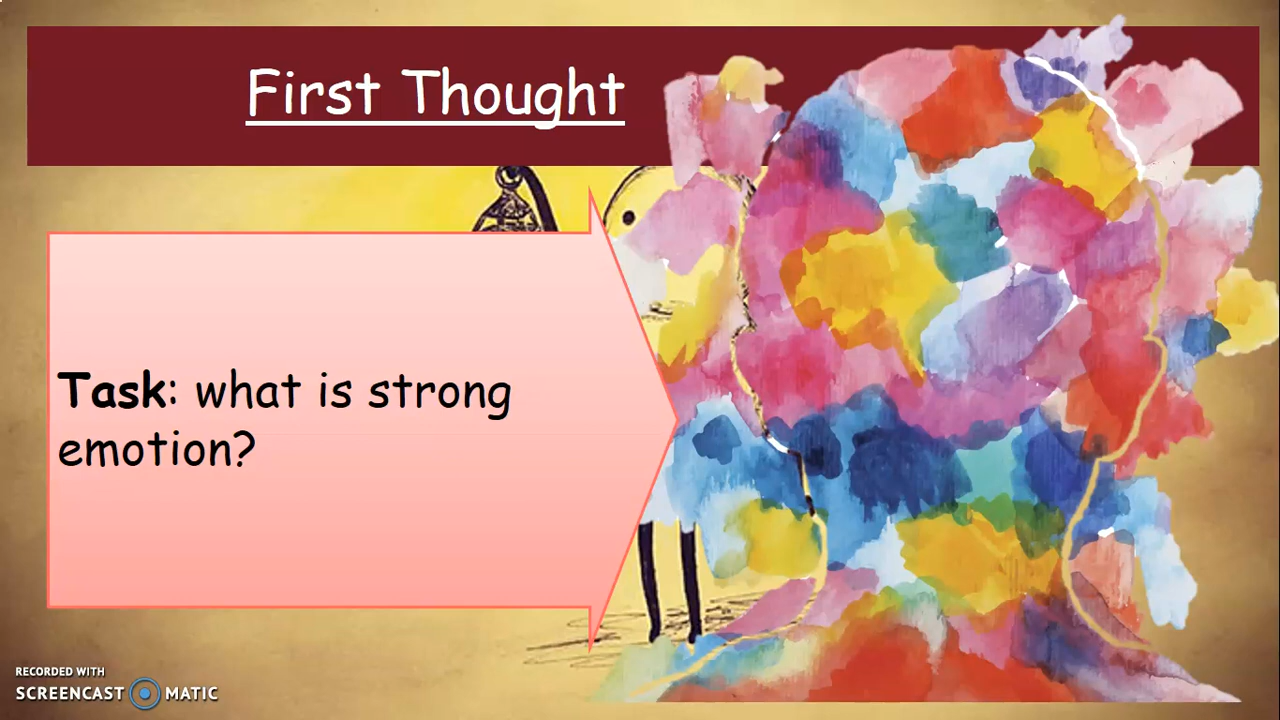 First Thought
Task: what is strong
emotion?
RECORDED WITH
SCREENCAST MATIC